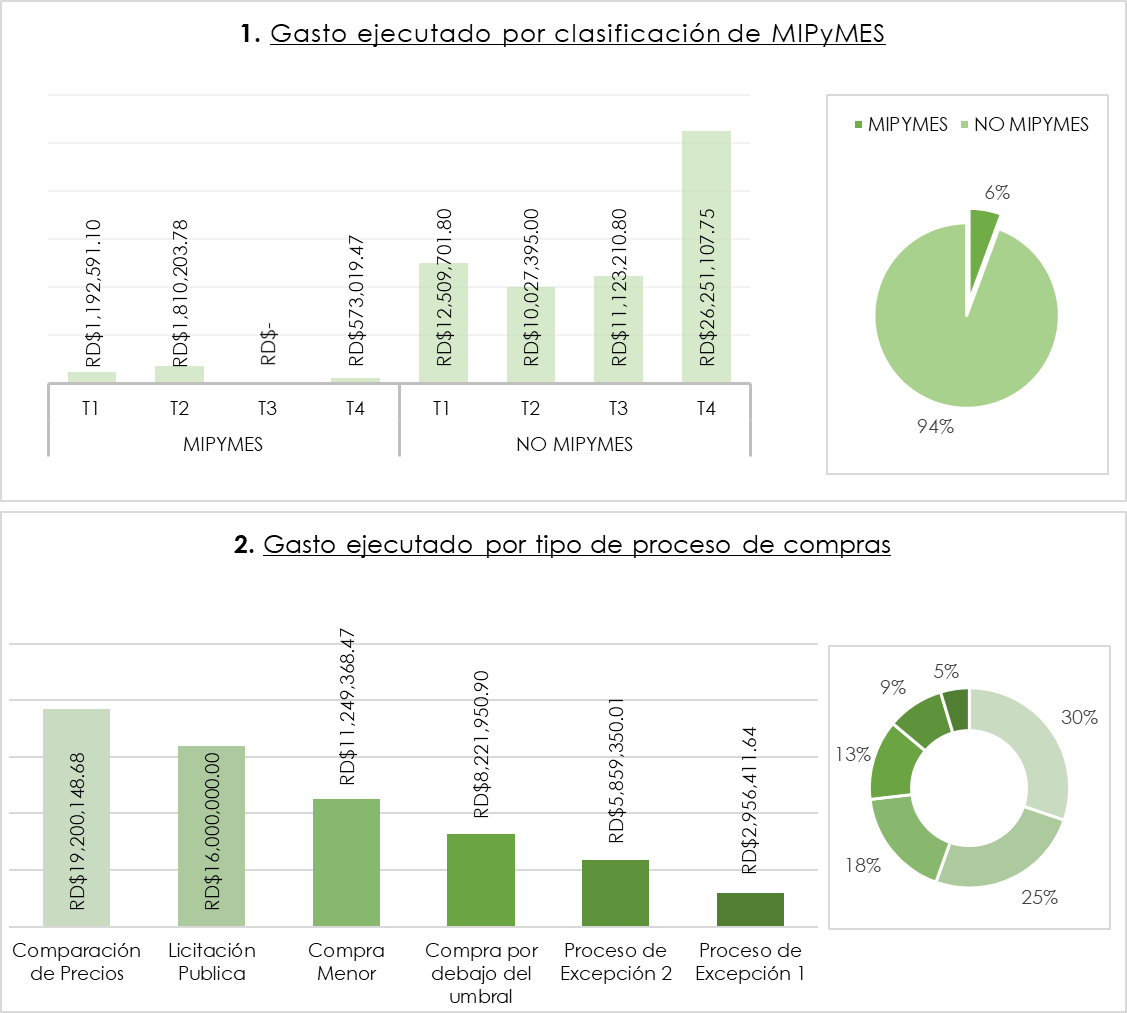 1. Gasto ejecutado por clasificación de MIPyMES
RD$1,192,591.10
RD$1,810,203.78
RD$-
RD$573,019.47
RD$12,509,701.80
RD$10,027,395.00
RD$11,123,210.80
RD$26,251,107.75
T1 T2 T3 T4 T1 T2 T3 T4
MIPYMES NO MIPYMES
MIPYMES NO MIPYMES
6%
94%
2. Gasto ejecutado por tipo de proceso de compras
RD$19,200,148.68
RD$16,000,000.00
RD$11,249,368.47
RD$8,221,950.90
RD$5,859,350.01
RD$2,956,411.64
Comparación
de Precios
Licitación
Publica
Compra
Menor
Compra por
debajo del
umbral
Proceso de
Excepción 2
Proceso de
Excepción 1
5%
9%
30%
13%
18%
25%